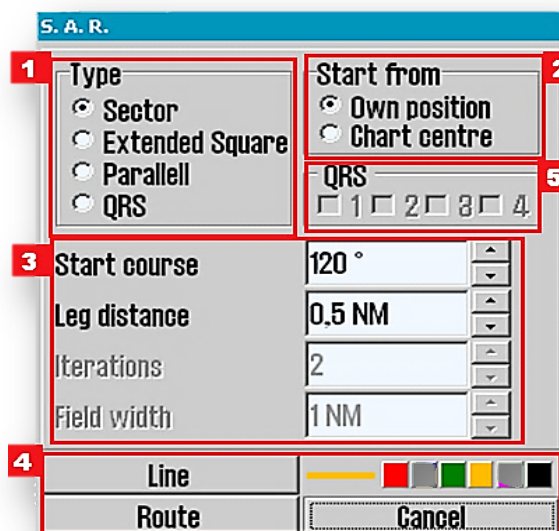 S. A. R.
1
Type
Sector
Extended Square
Parallell
QRS
2
Start from
Own position
Chart centre
5
QRS
1 2 3 4
3
Start course 120 °
Leg distance 0,5 NM
Iterations 2
Field width 1 NM
4
Line
Route Cancel